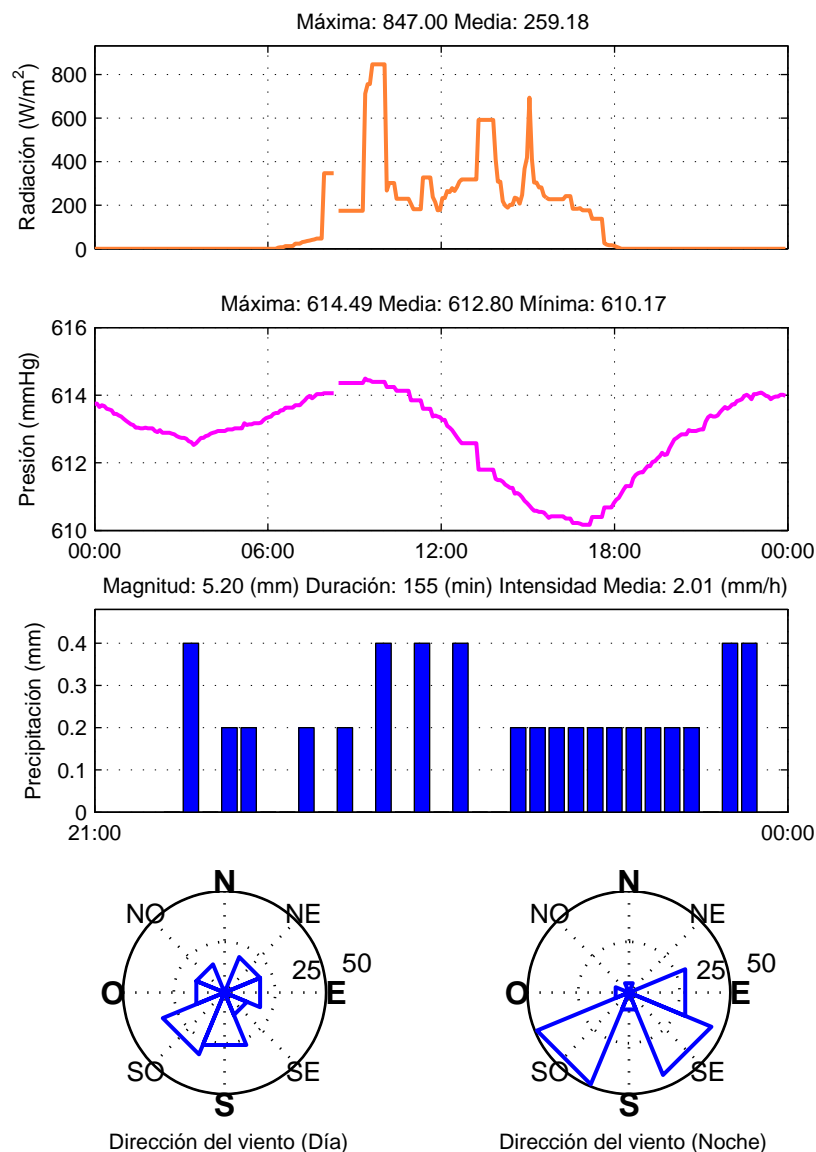 Máxima: 847.00 Media: 259.18
Radiación (W/m²)
800
600
400
200
0
Máxima: 614.49 Media: 612.80 Mínima: 610.17
Presión (mmHg)
616
614
612
610
00:00 06:00 12:00 18:00 00:00
Magnitud: 5.20 (mm) Duración: 155 (min) Intensidad Media: 2.01 (mm/h)
Precipitación (mm)
0.4
0.3
0.2
0.1
0
21:00 00:00
N
NO NE
25 50
O E
SO SE
S
Dirección del viento (Día)
N
NO NE
25 50
O E
SO SE
S
Dirección del viento (Noche)